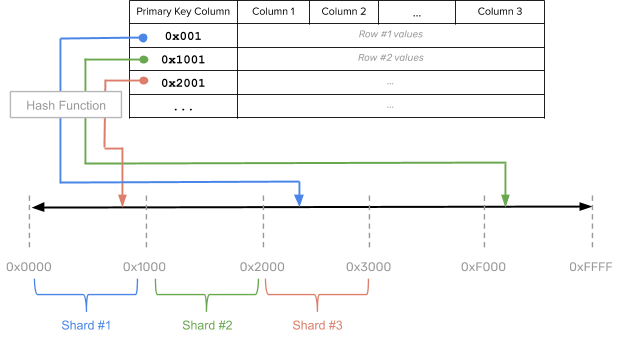 Primary Key Column Column 1 Column 2 ... Column 3
0x001 Row #1 values
0x1001 Row #2 values
0x2001 ...
... ...
Hash Function
0x0000 0x1000 0x2000 0x3000 0xF000 0xFFFF
Shard #1 Shard #2 Shard #3